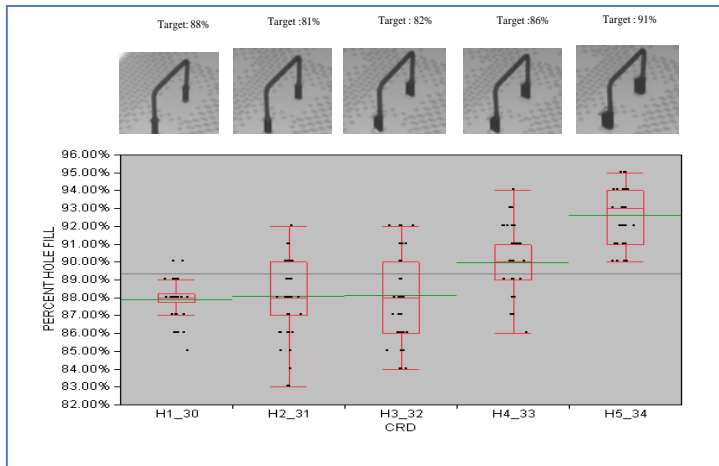 Target: 88%
Target :81%
Target : 82%
Target :86%
Target : 91%
96.00%
95.00%
94.00%
93.00%
92.00%
91.00%
90.00%
89.00%
88.00%
87.00%
86.00%
85.00%
84.00%
83.00%
82.00%
PERCENT HOLE FILL
H1_30
H2_31
H3_32
H4_33
H5_34
CRD